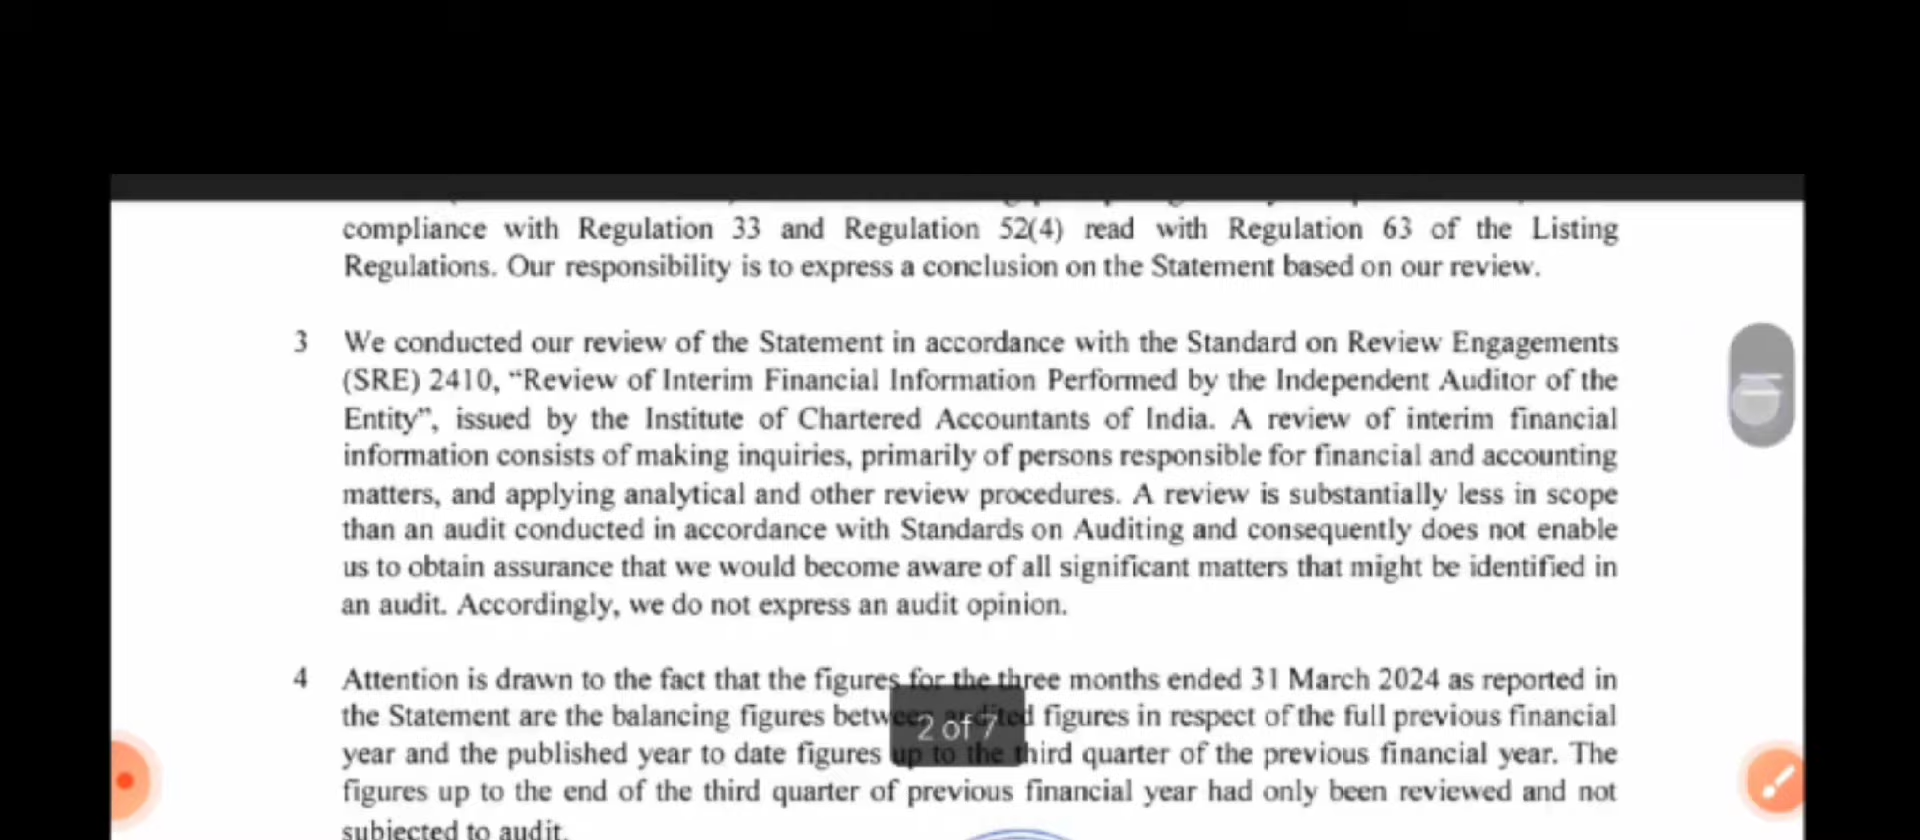 compliance with Regulation 33 and Regulation 52(4) read with Regulation 63 of the Listing
Regulations. Our responsibility is to express a conclusion on the Statement based on our review.
3 We conducted our review of the Statement in accordance with the Standard on Review Engagements
(SRE) 2410, “Review of Interim Financial Information Performed by the Independent Auditor of the
Entity”, issued by the Institute of Chartered Accountants of India. A review of interim financial
information consists of making inquiries, primarily of persons responsible for financial and accounting
matters, and applying analytical and other review procedures. A review is substantially less in scope
than an audit conducted in accordance with Standards on Auditing and consequently does not enable
us to obtain assurance that we would become aware of all significant matters that might be identified in
an audit. Accordingly, we do not express an audit opinion.
4 Attention is drawn to the fact that the figures for the three months ended 31 March 2024 as reported in
the Statement are the balancing figures between audited figures in respect of the full previous financial
2 of 7
year and the published year to date figures up to the third quarter of the previous financial year. The
figures up to the end of the third quarter of previous financial year had only been reviewed and not
subjected to audit.